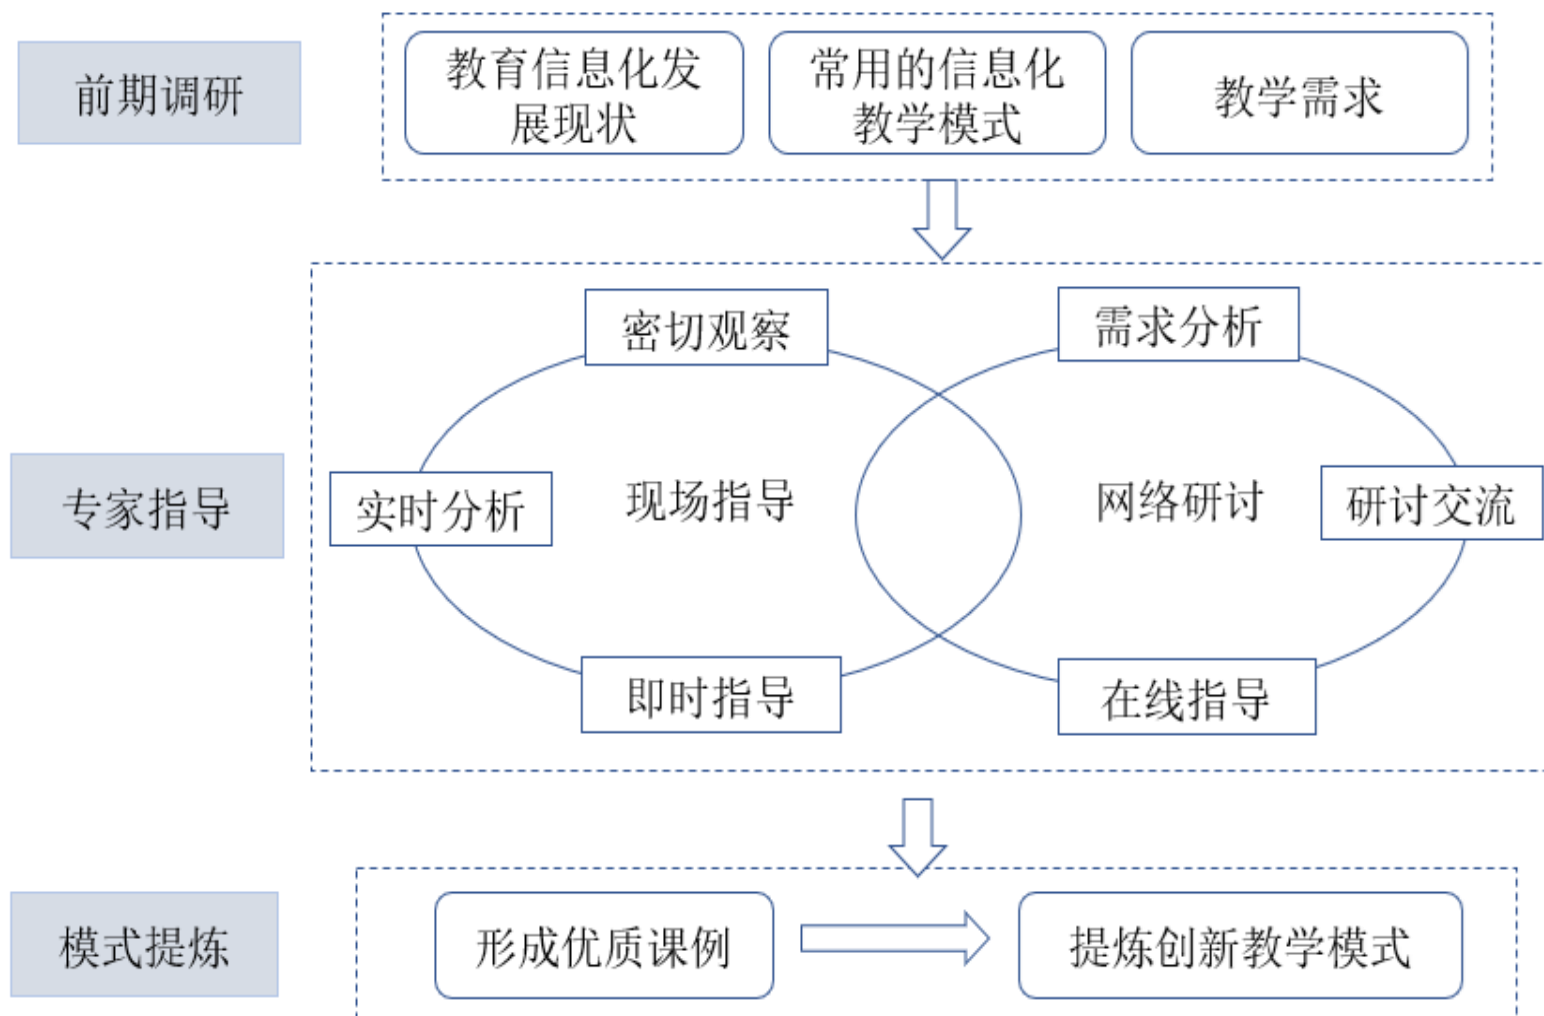 前期调研
教育信息化发
展现状
常用的信息化
教学模式
教学需求
专家指导
密切观察
需求分析
实时分析
现场指导
网络研讨
研讨交流
即时指导
在线指导
模式提炼
形成优质课例
提炼创新教学模式